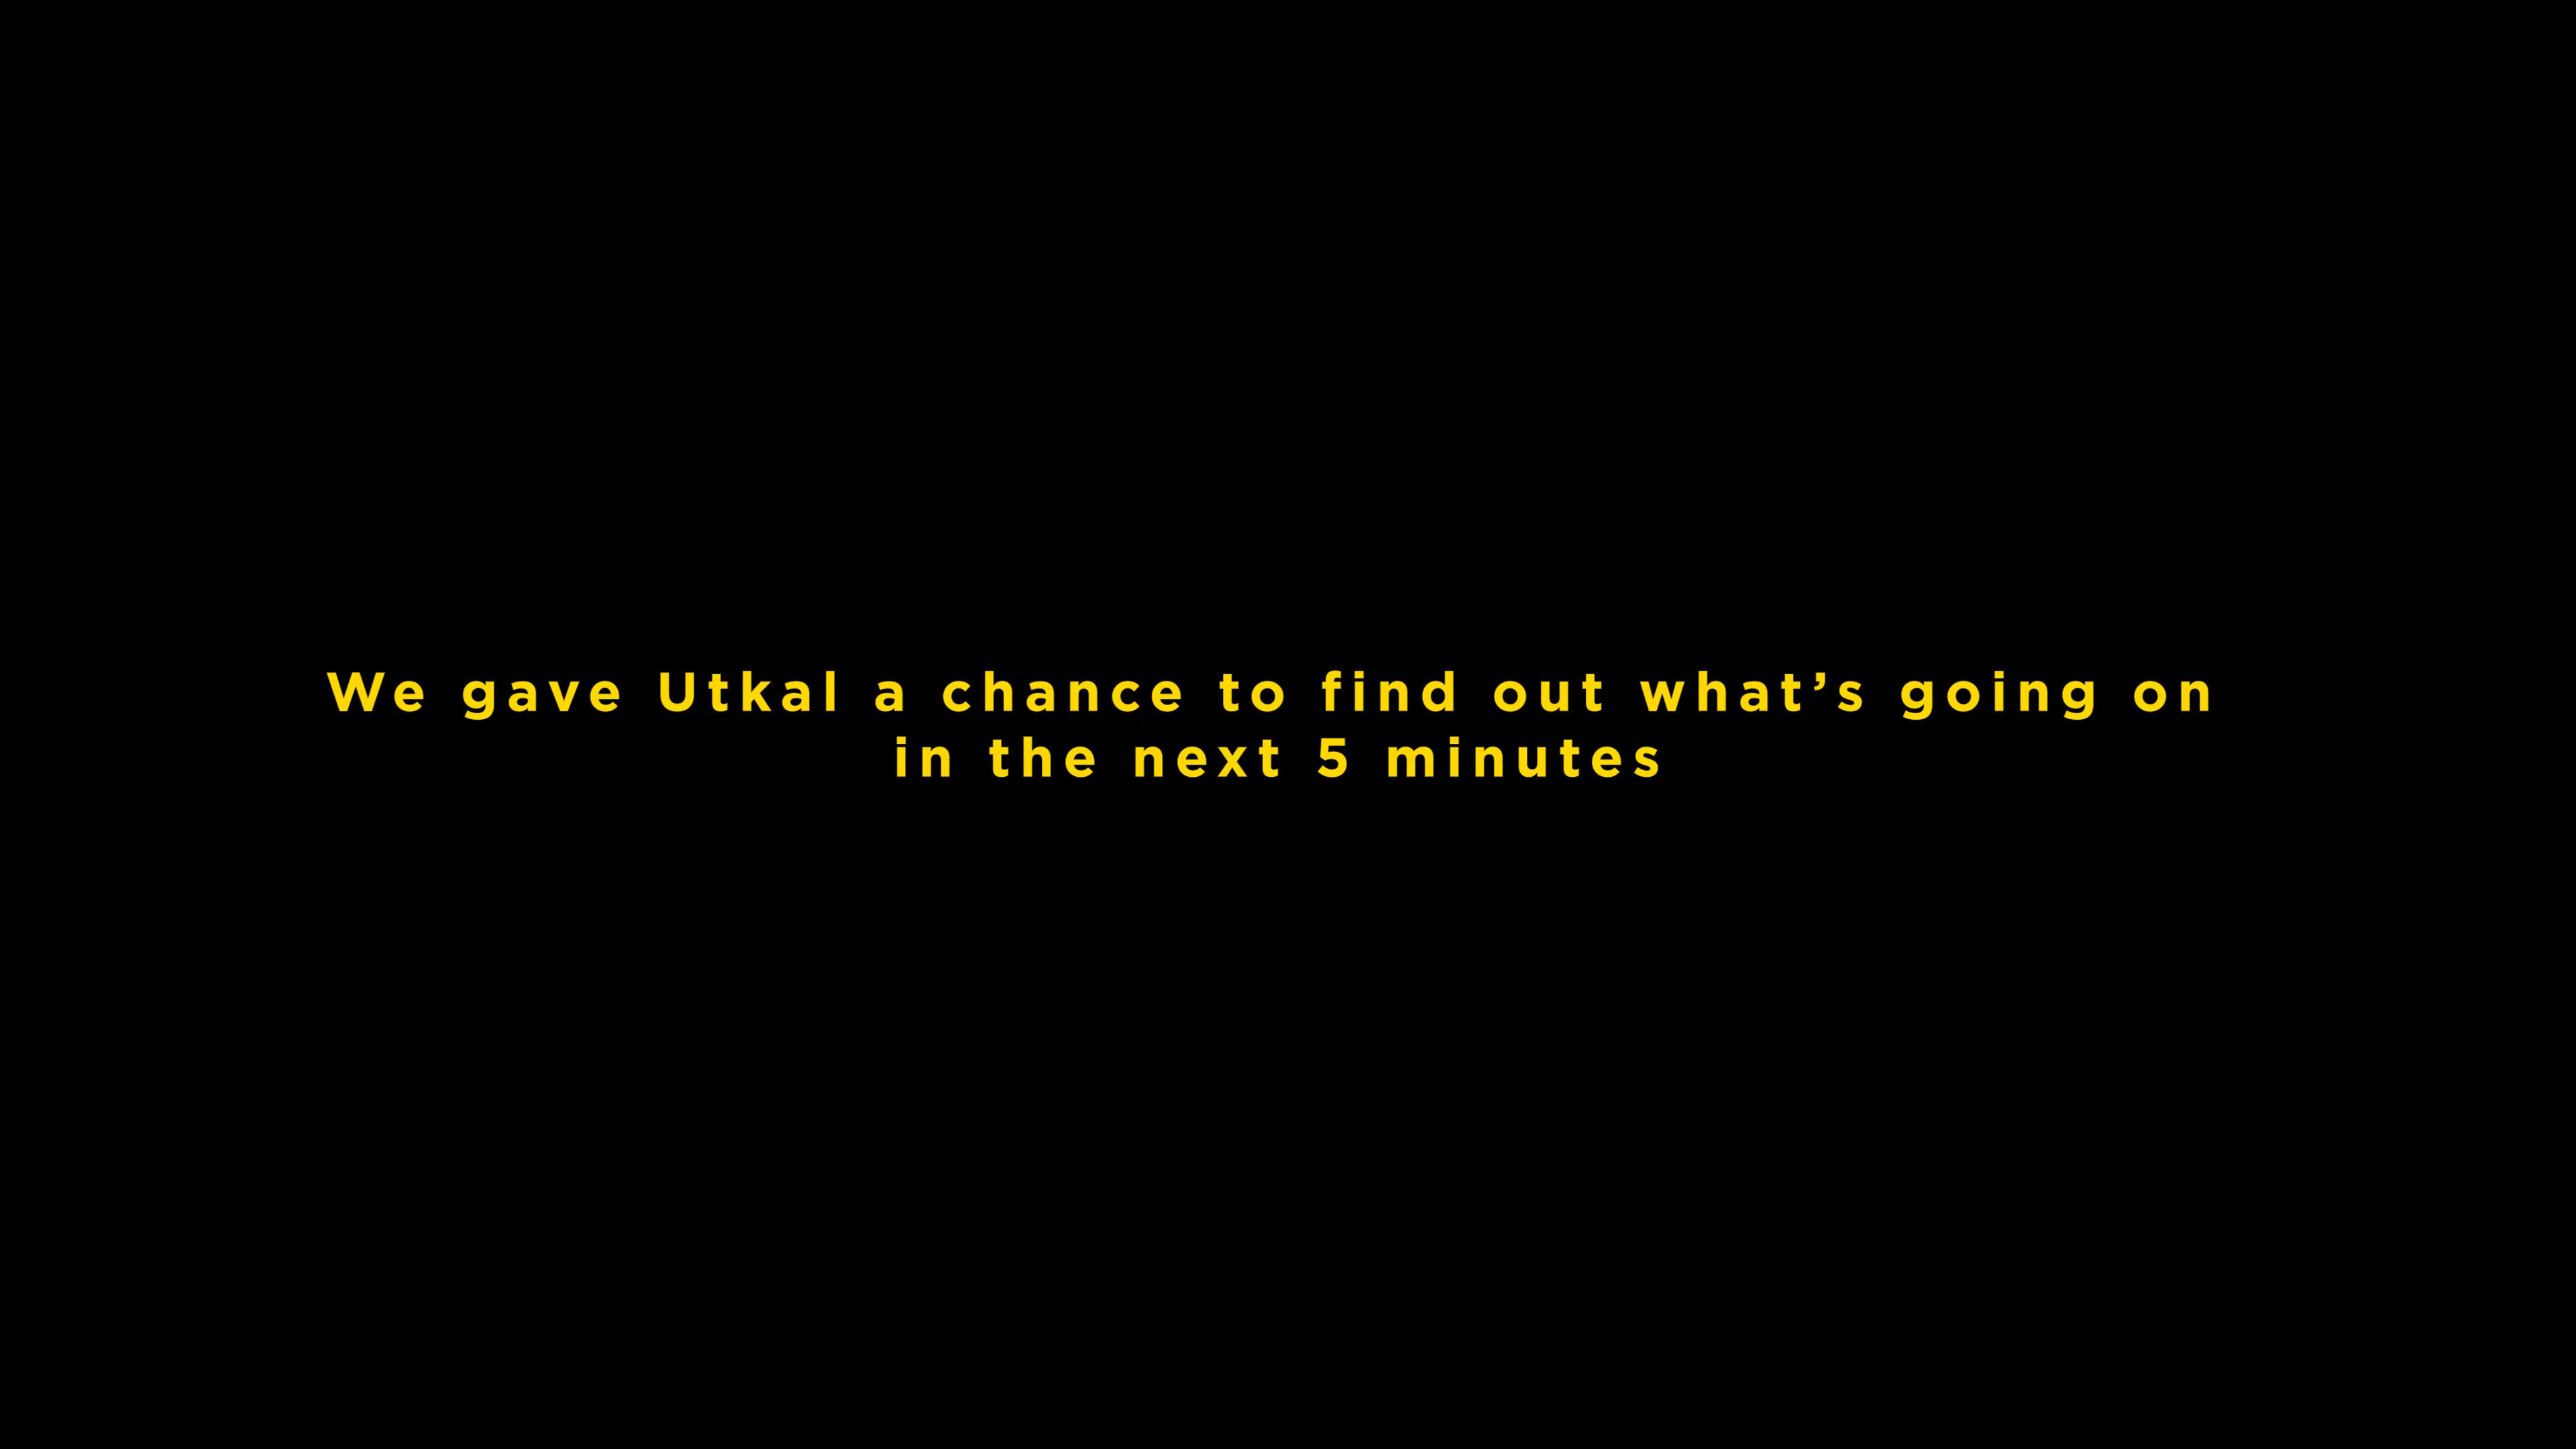 We gave Utkal a chance to find out what’s going on
in the next 5 minutes